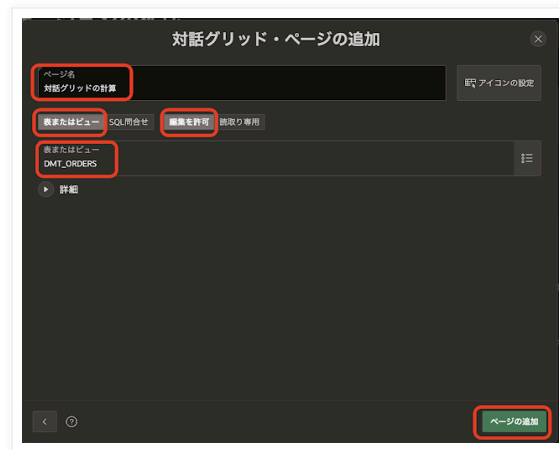 対話グリッド・ページの追加
ページ名
対話グリッドの計算
アイコンの設定
表またはビュー SQL問合せ 編集を許可 読取り専用
表またはビュー
DMT_ORDERS
詳細
ページの追加